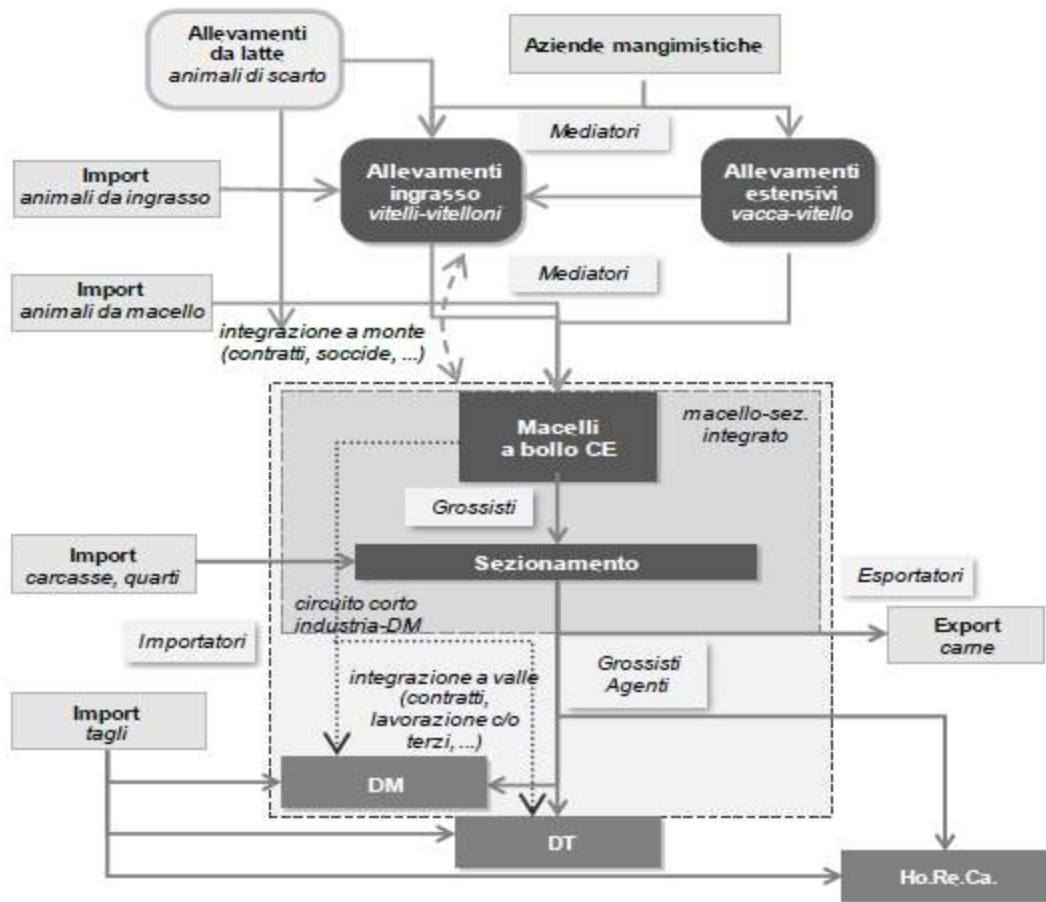 Allevamenti
da latte
animali di scarto
Aziende mangimistiche
Mediatori
Import
animali da ingrasso
Allevamenti
ingrasso
vitelli-vitelloni
Allevamenti
estensivi
vacca-vitello
Mediatori
Import
animali da macello
integrazione a monte
(contratti, soccide, ...)
Macelli
a bollo CE
macello-sez.
integrato
Grossisti
Import
carcasse, quarti
Sezionamento
Esportatori
circuito corto
industria-DM
Importatori
Export
carne
Grossisti
Agenti
integrazione a valle
(contratti,
lavorazione c/o
terzi, ...)
Import
tagli
DM
DT
Ho.Re.Ca.